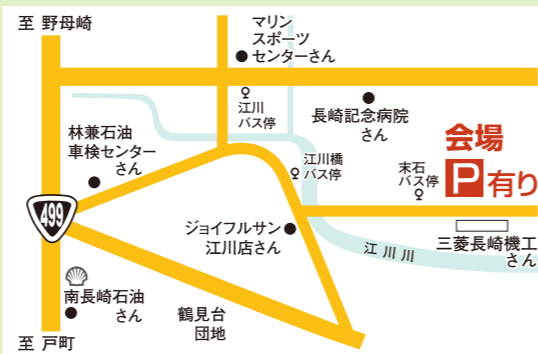 至 野母崎
マリン
スポーツ
センターさん
江川
バス停
長崎記念病院
さん
林兼石油
車検センター
さん
江川橋
バス停
末石
バス停
会場
P有り
499
ジョイフルサン
江川店さん
江川川
三菱長崎機工
さん
南長崎石油
さん
鶴見台
団地
至 戸町